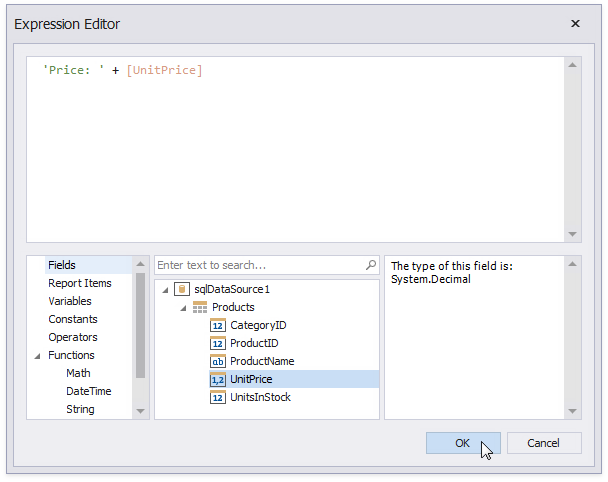 Expression Editor
'Price: ' + [UnitPrice]
Fields
Report Items
Variables
Constants
Operators
Functions
Math
DateTime
String
Enter text to search...
sqlDataSource1
Products
12 CategoryID
12 ProductID
ab ProductName
1,2 UnitPrice
12 UnitsInStock
The type of this field is:
System.Decimal
OK
Cancel